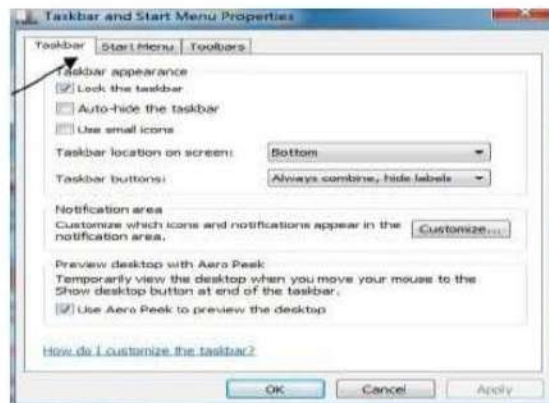 Taskbar and Start Menu Properties
Taskbar Start Menu Toolbars
Taskbar appearance
Lock the taskbar
Auto-hide the taskbar
Use small icons
Taskbar location on screen: Bottom
Taskbar buttons: Always combine, hide labels
Notification area
Customize which icons and notifications appear in the
notification area.
Customize...
Preview desktop with Aero Peek
Temporarily view the desktop when you move your mouse to the
Show desktop button at end of the taskbar.
Use Aero Peek to preview the desktop
How do I customize the taskbar?
OK Cancel Apply